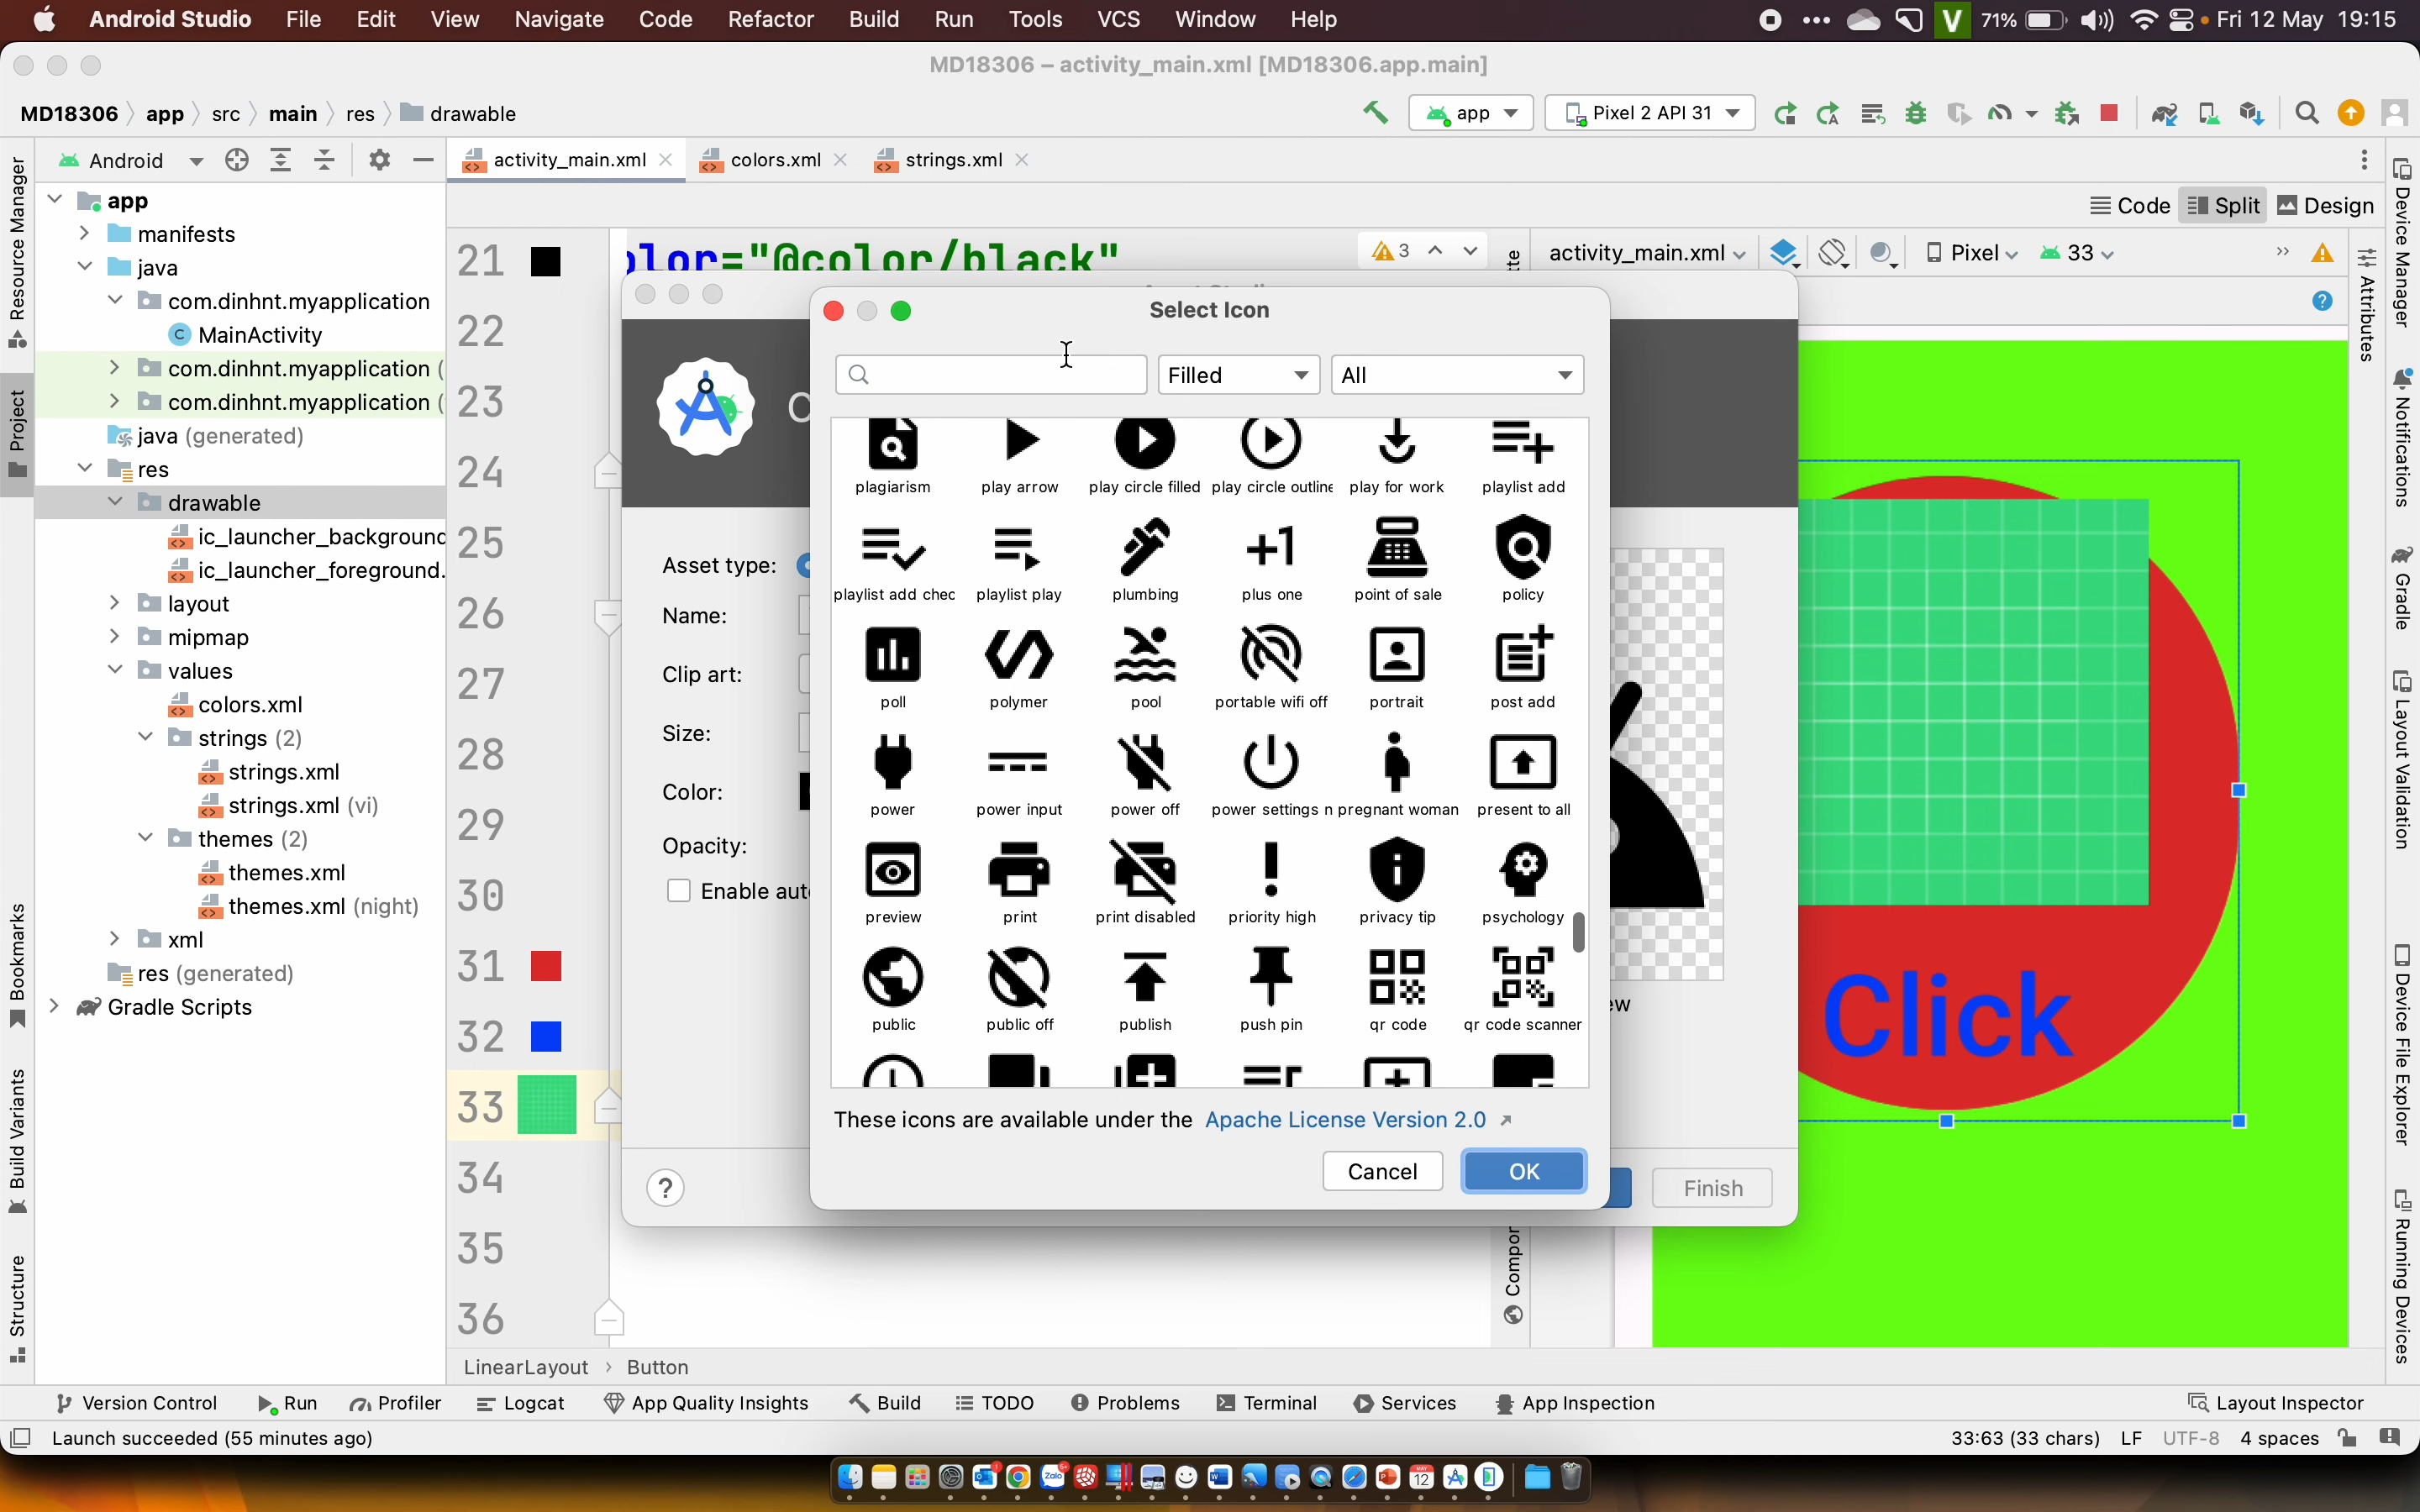 Android Studio File Edit View Navigate Code Refactor Build Run Tools VCS Window Help
V 71% Fri 12 May 19:15
MD18306 – activity_main.xml [MD18306.app.main]
MD18306 app src main res drawable
app Pixel 2 API 31
Android
activity_main.xml colors.xml strings.xml
Code Split Design
Resource Manager
Project
Bookmarks
Build Variants
Structure
app
manifests
java
com.dinhnt.myapplication
MainActivity
com.dinhnt.myapplication (
com.dinhnt.myapplication (
java (generated)
res
drawable
ic_launcher_background
ic_launcher_foreground.
layout
mipmap
values
colors.xml
strings (2)
strings.xml
strings.xml (vi)
themes (2)
themes.xml
themes.xml (night)
xml
res (generated)
Gradle Scripts
21
22
23
24
25
26
27
28
29
30
31
32
33
34
35
36
olor="@color/black"
3
activity_main.xml Pixel 33
Asset type:
Name:
Clip art:
Size:
Color:
Opacity:
Enable aut
?
Finish
Select Icon
Filled All
plagiarism play arrow play circle filled play circle outline play for work playlist add
playlist add chec playlist play plumbing plus one point of sale policy
+1
poll polymer pool portable wifi off portrait post add
power power input power off power settings n pregnant woman present to all
preview print print disabled priority high privacy tip psychology
public public off publish push pin qr code qr code scanner
These icons are available under the Apache License Version 2.0
Cancel OK
Click
Attributes
Device Manager
Notifications
Gradle
Layout Validation
Device File Explorer
Running Devices
LinearLayout Button
Version Control Run Profiler Logcat App Quality Insights Build TODO Problems Terminal Services App Inspection Layout Inspector
Launch succeeded (55 minutes ago) 33:63 (33 chars) LF UTF-8 4 spaces
Zalo
12